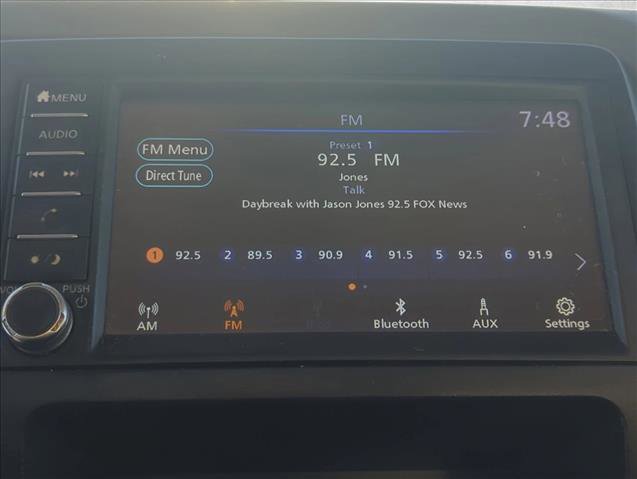 MENU
AUDIO
VOL PUSH
FM
7:48
FM Menu
Direct Tune
Preset 1
92.5 FM
Jones
Talk
Daybreak with Jason Jones 92.5 FOX News
1 92.5 2 89.5 3 90.9 4 91.5 5 92.5 6 91.9
AM FM Bluetooth AUX Settings